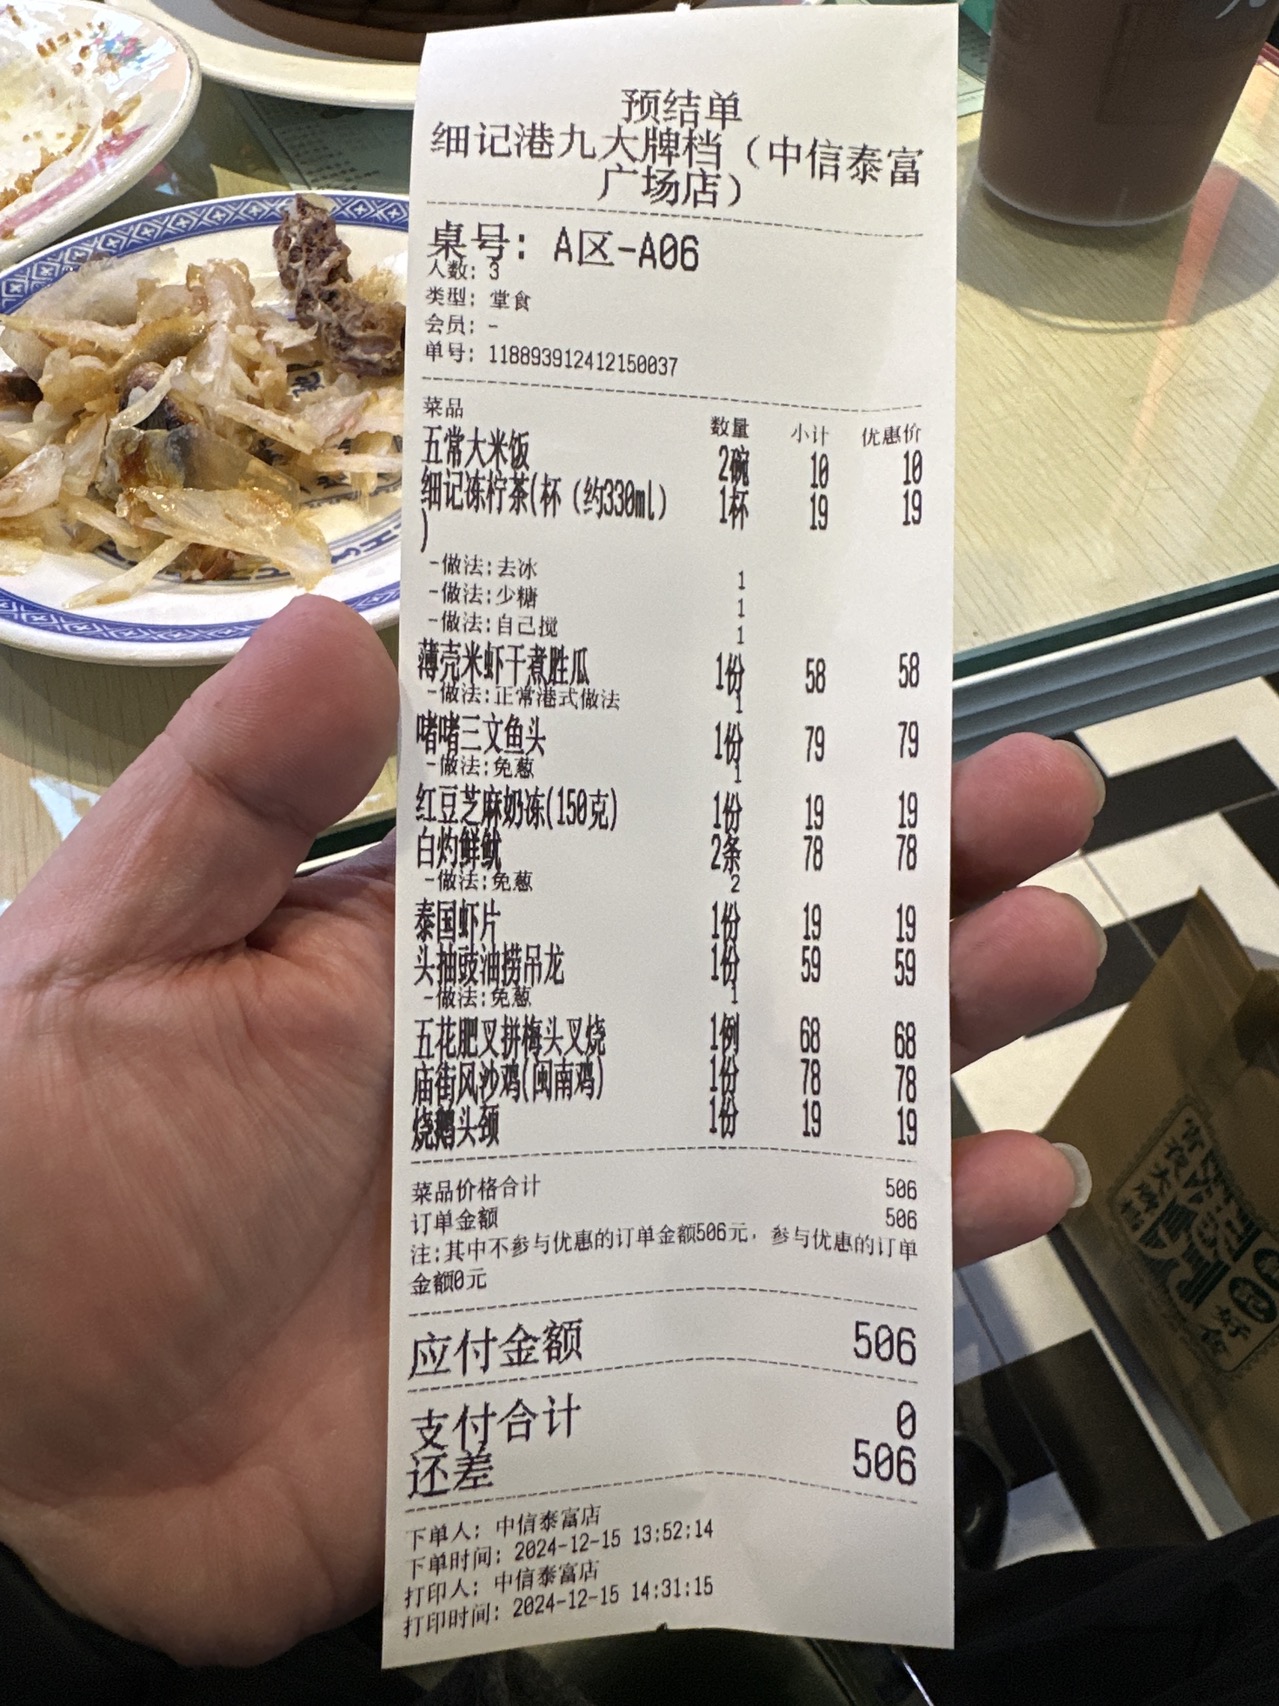 预结单
细记港九大牌档（中信泰富
广场店）
桌号: A区-A06
人数: 3
类型: 堂食
会员: -
单号: 118893912412150037
菜品 数量 小计 优惠价
五常大米饭 2碗 10 10
细记冻柠茶(杯（约330ml） 1杯 19 19
)
-做法:去冰 1
-做法:少糖 1
-做法:自己搅 1
薄壳米虾干煮胜瓜 1份 58 58
-做法:正常港式做法 1
啫啫三文鱼头 1份 79 79
-做法:免葱 1
红豆芝麻奶冻(150克) 1份 19 19
白灼鲜鱿 2条 78 78
-做法:免葱 2
泰国虾片 1份 19 19
头抽豉油捞吊龙 1份 59 59
-做法:免葱 1
五花肥叉拼梅头叉烧 1例 68 68
庙街风沙鸡(闽南鸡) 1份 78 78
烧鹅头颈 1份 19 19
菜品价格合计 506
订单金额 506
注:其中不参与优惠的订单金额506元，参与优惠的订单
金额0元
应付金额 506
支付合计 0
还差 506
下单人: 中信泰富店
下单时间: 2024-12-15 13:52:14
打印人: 中信泰富店
打印时间: 2024-12-15 14:31:15